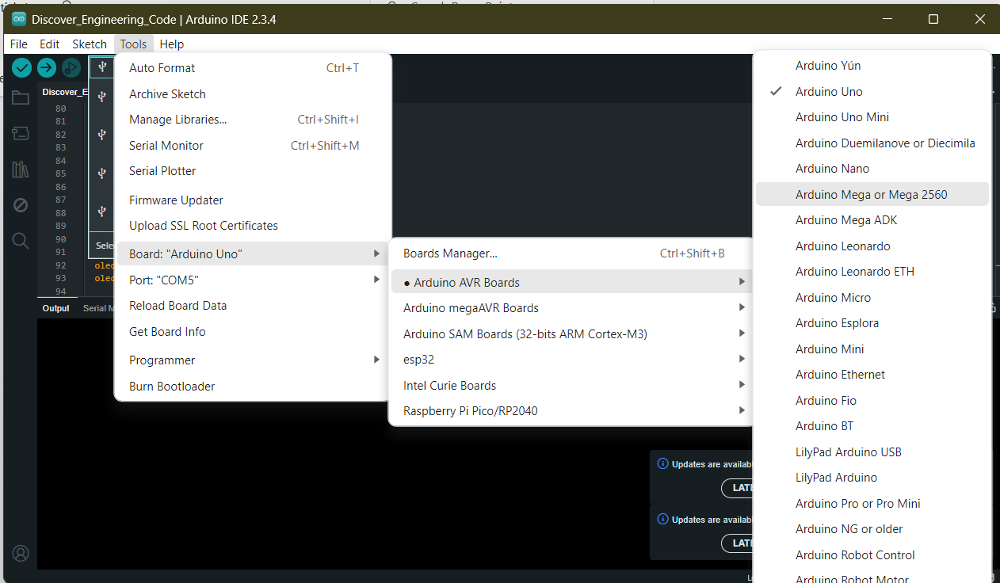 Discover_Engineering_Code | Arduino IDE 2.3.4
File Edit Sketch Tools Help
Discover_E
80
81
82
83
84
85
86
87
88
89
90
91
92
93
94
Sele
oled
oled
Output Serial M
Auto Format Ctrl+T
Archive Sketch
Manage Libraries... Ctrl+Shift+I
Serial Monitor Ctrl+Shift+M
Serial Plotter
Firmware Updater
Upload SSL Root Certificates
Board: "Arduino Uno"
Port: "COM5"
Reload Board Data
Get Board Info
Programmer
Burn Bootloader
Boards Manager... Ctrl+Shift+B
● Arduino AVR Boards
Arduino megaAVR Boards
Arduino SAM Boards (32-bits ARM Cortex-M3)
esp32
Intel Curie Boards
Raspberry Pi Pico/RP2040
Arduino Yún
Arduino Uno
Arduino Uno Mini
Arduino Duemilanove or Diecimila
Arduino Nano
Arduino Mega or Mega 2560
Arduino Mega ADK
Arduino Leonardo
Arduino Leonardo ETH
Arduino Micro
Arduino Esplora
Arduino Mini
Arduino Ethernet
Arduino Fio
Arduino BT
LilyPad Arduino USB
LilyPad Arduino
Arduino Pro or Pro Mini
Arduino NG or older
Arduino Robot Control
Arduino Robot Motor
Updates are availab
LATE
Updates are availab
LATE